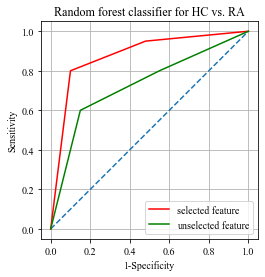 Random forest classifier for HC vs. RA
1.0
0.8
0.6
0.4
0.2
0.0
Sensitivity
selected feature
unselected feature
0.0 0.2 0.4 0.6 0.8 1.0
1-Specificity